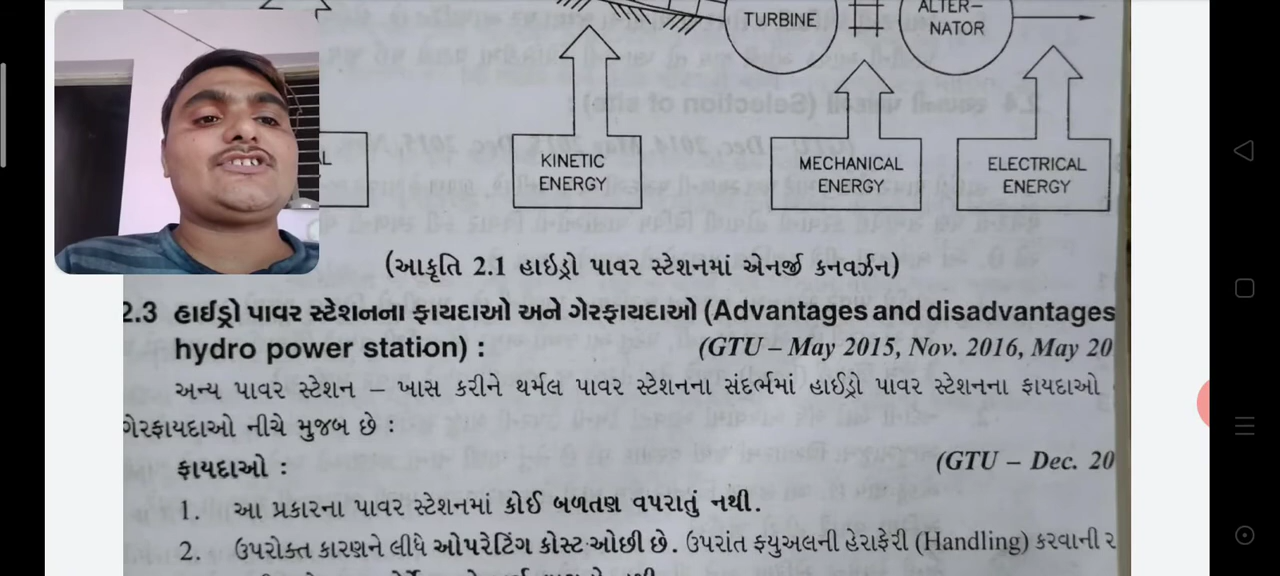 TURBINE
ALTER-
NATOR
KINETIC
ENERGY
MECHANICAL
ENERGY
ELECTRICAL
ENERGY
(આકૃતિ 2.1 હાઇડ્રો પાવર સ્ટેશનમાં એનર્જી કનવર્ઝન)
2.3 હાઈડ્રો પાવર સ્ટેશનના ફાયદાઓ અને ગેરફાયદાઓ (Advantages and disadvantages
hydro power station) :
(GTU – May 2015, Nov. 2016, May 20
અન્ય પાવર સ્ટેશન – ખાસ કરીને થર્મલ પાવર સ્ટેશનના સંદર્ભમાં હાઇડ્રો પાવર સ્ટેશનના ફાયદાઓ
ગેરફાયદાઓ નીચે મુજબ છે :
ફાયદાઓ :
(GTU – Dec. 20
1. આ પ્રકારના પાવર સ્ટેશનમાં કોઈ બળતણ વપરાતું નથી.
2. ઉપરોક્ત કારણને લીધે ઓપરેટિંગ કોસ્ટ ઓછી છે. ઉપરાંત ફ્યુઅલની હેરાફેરી (Handling) કરવાની ર